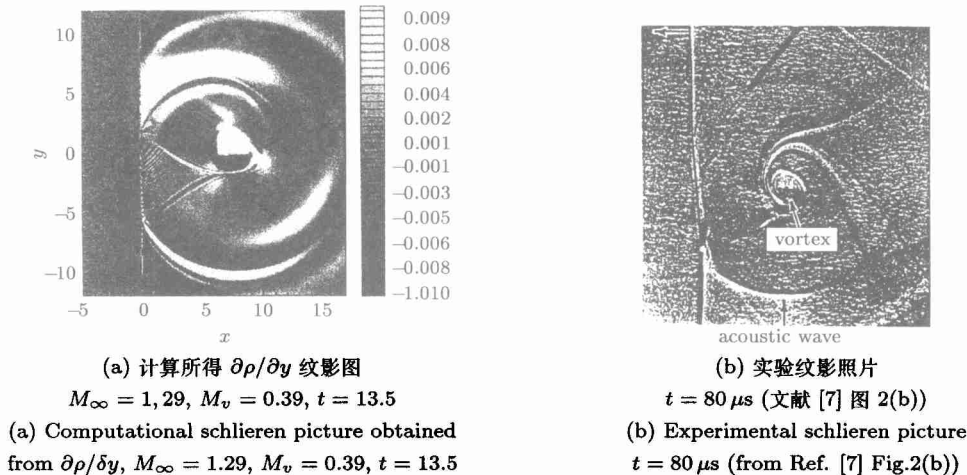 10
5
0
-5
-10
y
-5
0
5
10
15
x
0.009
0.008
0.006
0.004
0.002
0.001
-0.001
-0.003
-0.005
-0.006
-0.008
-1.010
vortex
acoustic wave
(a) 计算所得 ∂ρ/∂y 纹影图
M∞ = 1,29, Mv = 0.39, t = 13.5
(a) Computational schlieren picture obtained
from ∂ρ/δy, M∞ = 1.29, Mv = 0.39, t = 13.5
(b) 实验纹影照片
t = 80 μs (文献 [7] 图 2(b))
(b) Experimental schlieren picture
t = 80 μs (from Ref. [7] Fig.2(b))